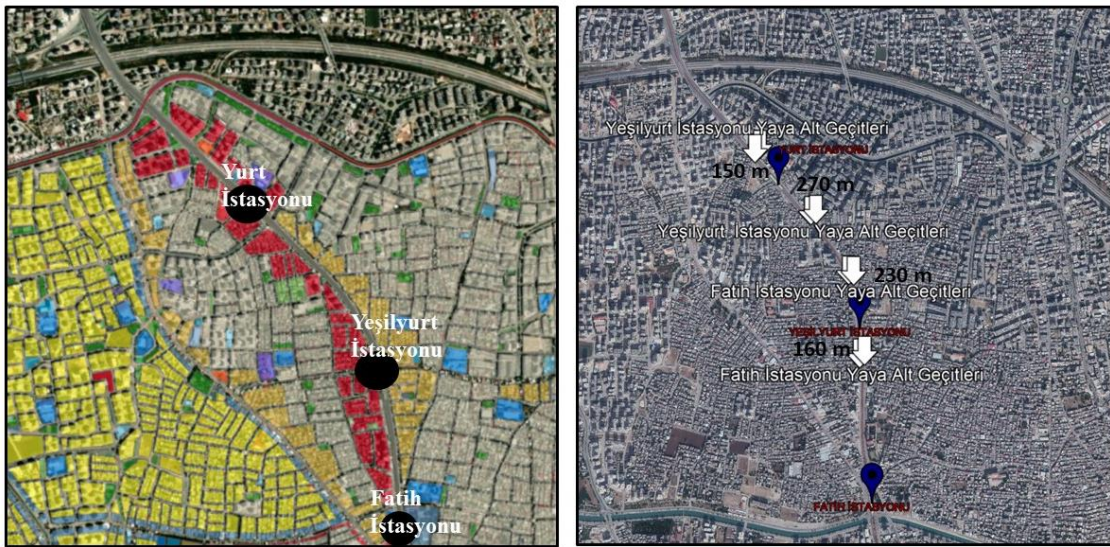 Yurt
İstasyonu
Yeşilyurt
İstasyonu
Fatih
İstasyonu
Yeşilyurt İstasyonu Yaya Alt Geçitleri
YURT İSTASYONU
150 m
270 m
Yeşilyurt İstasyonu Yaya Alt Geçitleri
230 m
Fatih İstasyonu Yaya Alt Geçitleri
YEŞİLYURT İSTASYONU
160 m
Fatih İstasyonu Yaya Alt Geçitleri
FATİH İSTASYONU